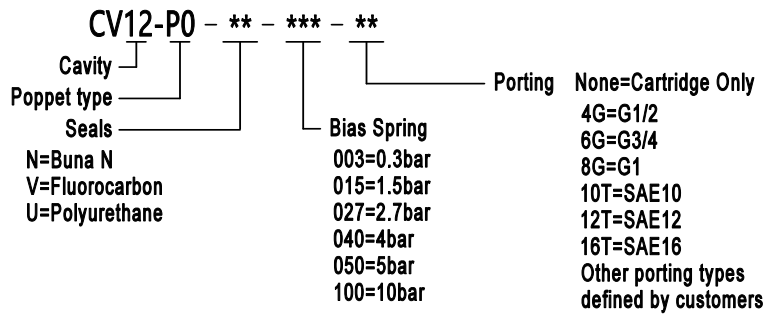 CV12-P0 - ** - *** - **
Cavity
Poppet type
Seals
N=Buna N
V=Fluorocarbon
U=Polyurethane
Bias Spring
003=0.3bar
015=1.5bar
027=2.7bar
040=4bar
050=5bar
100=10bar
Porting
None=Cartridge Only
4G=G1/2
6G=G3/4
8G=G1
10T=SAE10
12T=SAE12
16T=SAE16
Other porting types
defined by customers